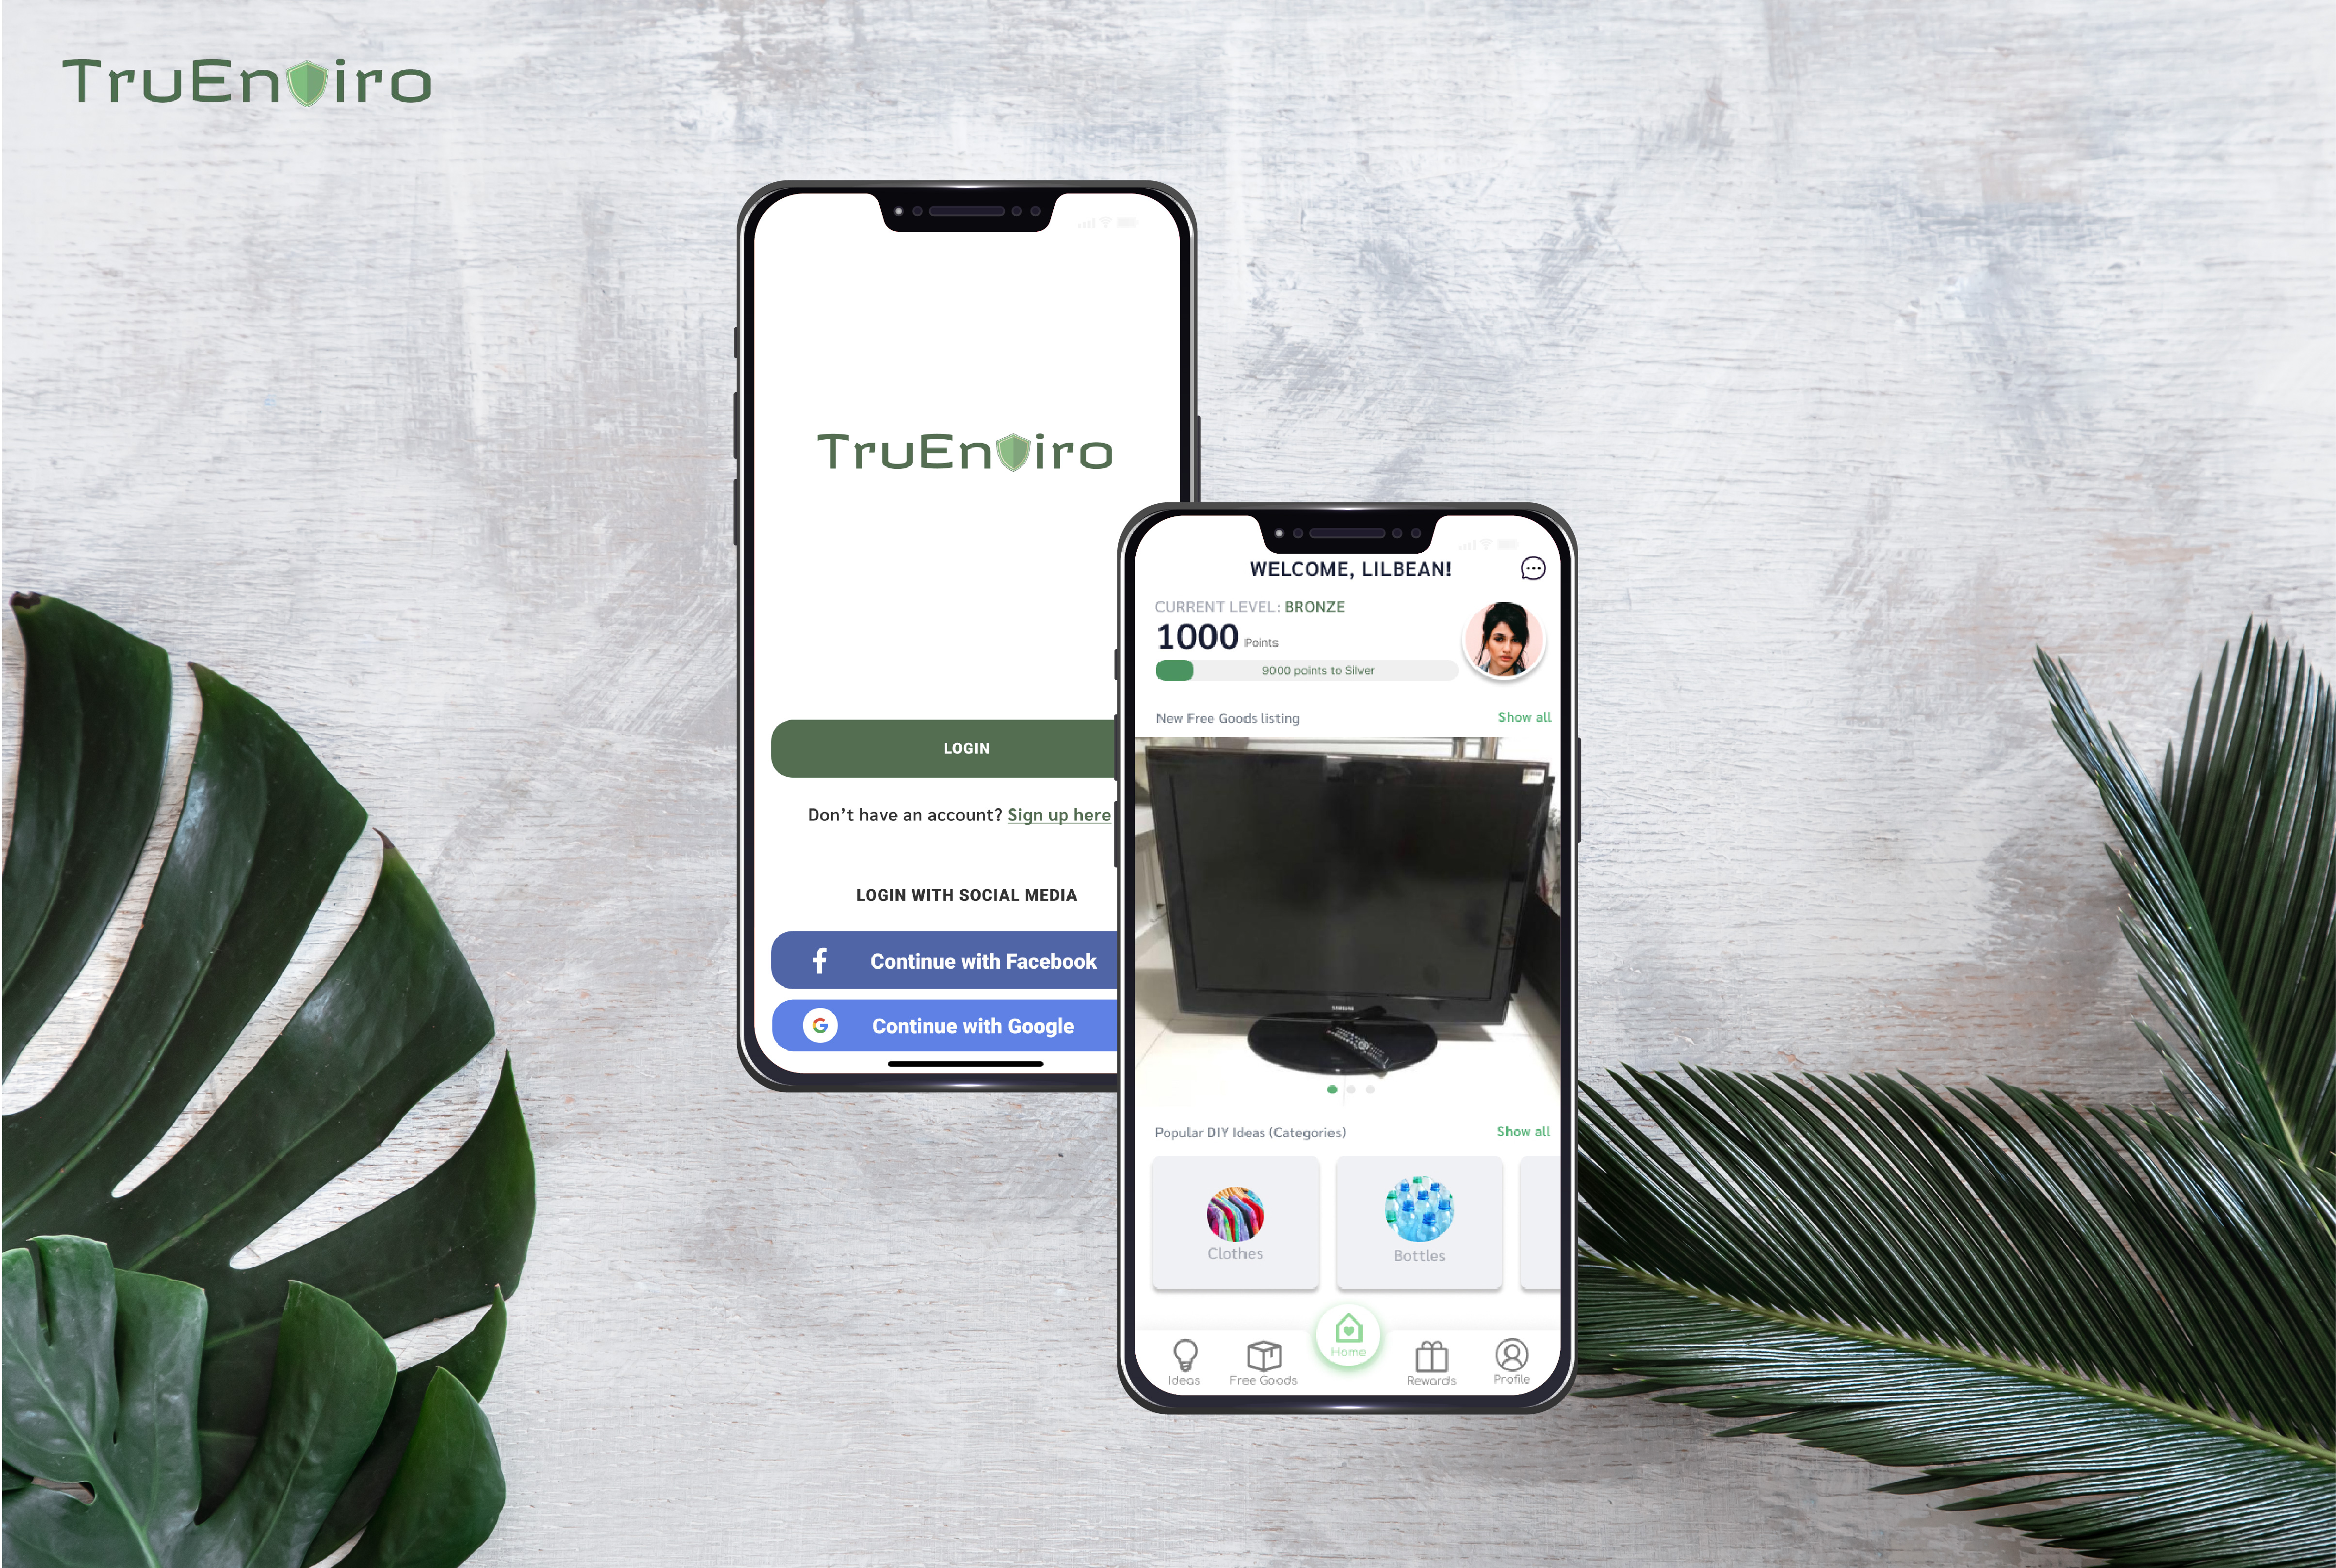 TruEnviro
TruEnviro
LOGIN
Don't have an account? Sign up here
LOGIN WITH SOCIAL MEDIA
Continue with Facebook
Continue with Google
WELCOME, LILBEAN!
CURRENT LEVEL: BRONZE
1000 Points
9000 points to Silver
New Free Goods listing Show all
SAMSUNG
Popular DIY Ideas (Categories) Show all
Clothes Bottles
Ideas Free Goods Home Rewards Profile